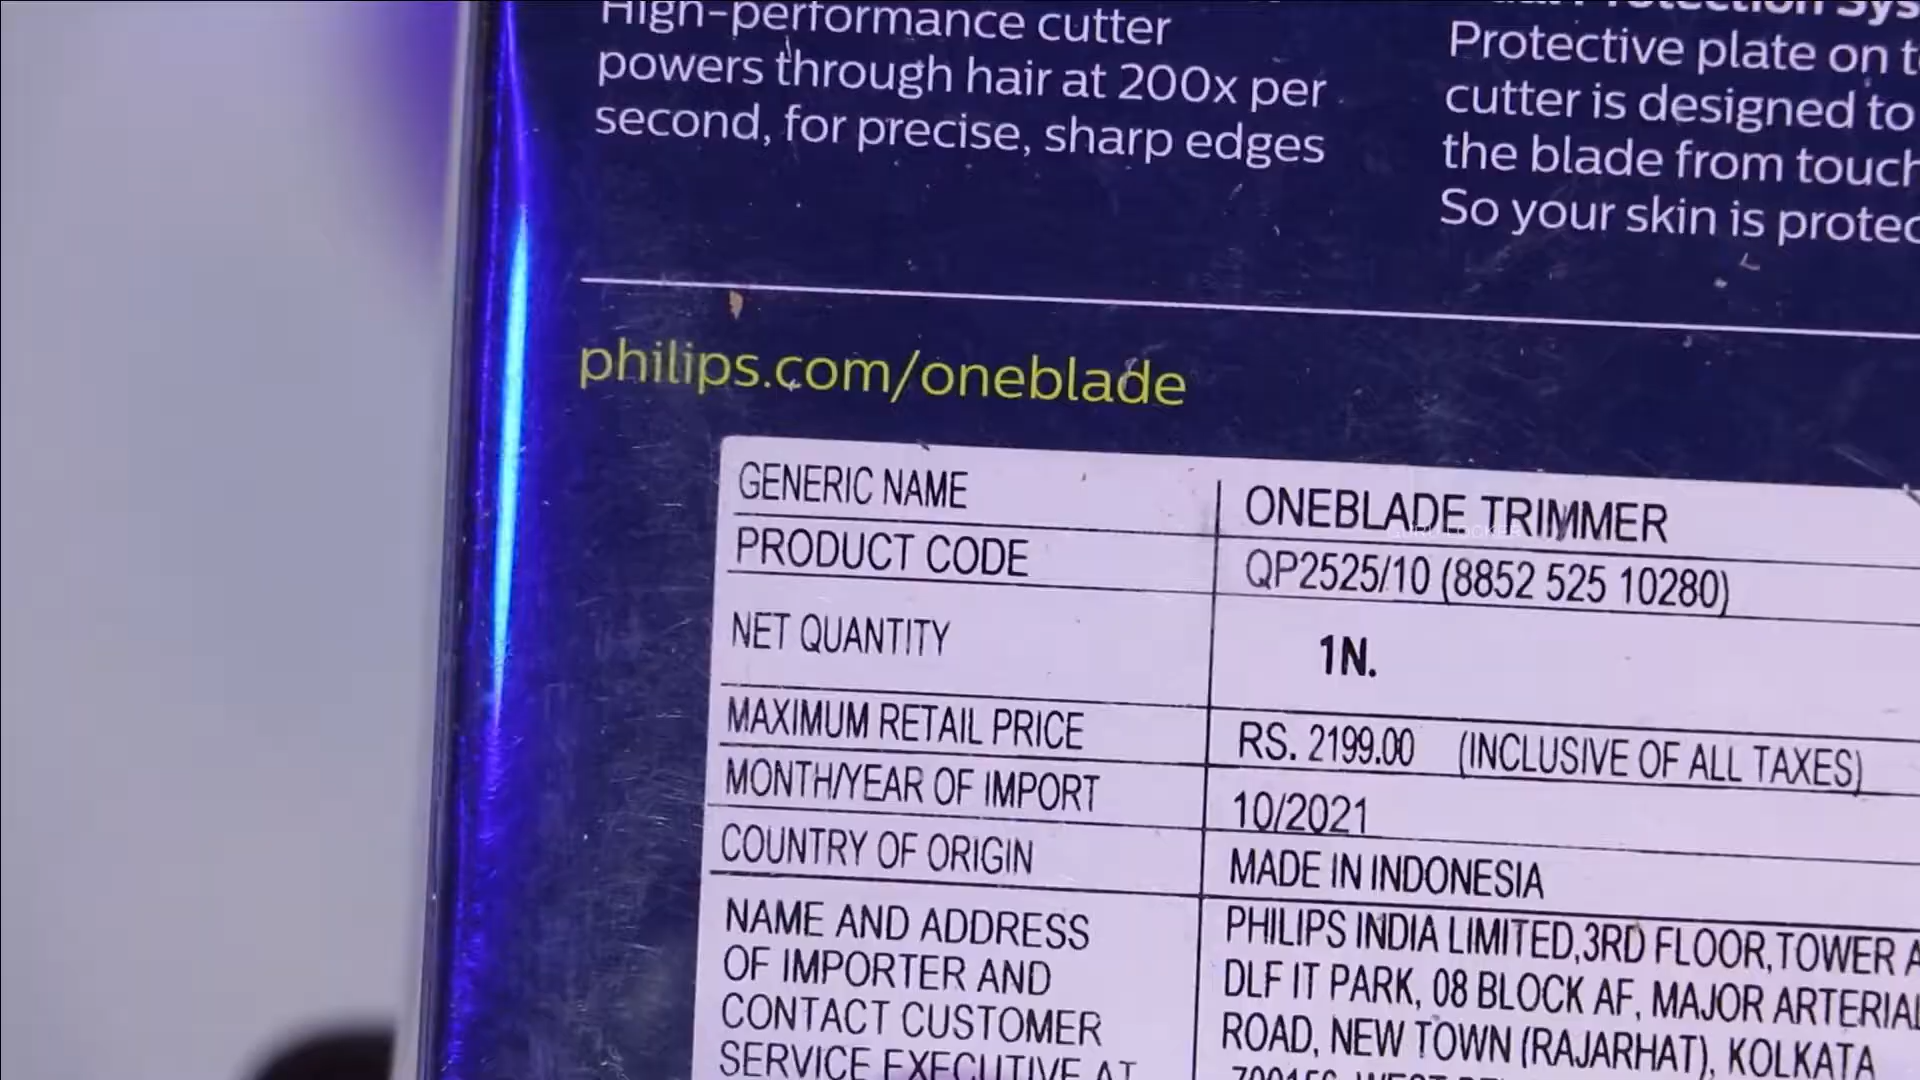 High-performance cutter
powers through hair at 200x per
second, for precise, sharp edges
Protection Sys
Protective plate on t
cutter is designed to
the blade from touch
So your skin is protec
philips.com/oneblade
GENERIC NAME ONEBLADE TRIMMER
PRODUCT CODE QP2525/10 (8852 525 10280)
NET QUANTITY 1N.
MAXIMUM RETAIL PRICE RS. 2199.00 (INCLUSIVE OF ALL TAXES)
MONTH/YEAR OF IMPORT 10/2021
COUNTRY OF ORIGIN MADE IN INDONESIA
NAME AND ADDRESS
OF IMPORTER AND
CONTACT CUSTOMER
SERVICE EXECUTIVE AT
PHILIPS INDIA LIMITED,3RD FLOOR,TOWER A
DLF IT PARK, 08 BLOCK AF, MAJOR ARTERIAL
ROAD, NEW TOWN (RAJARHAT), KOLKATA